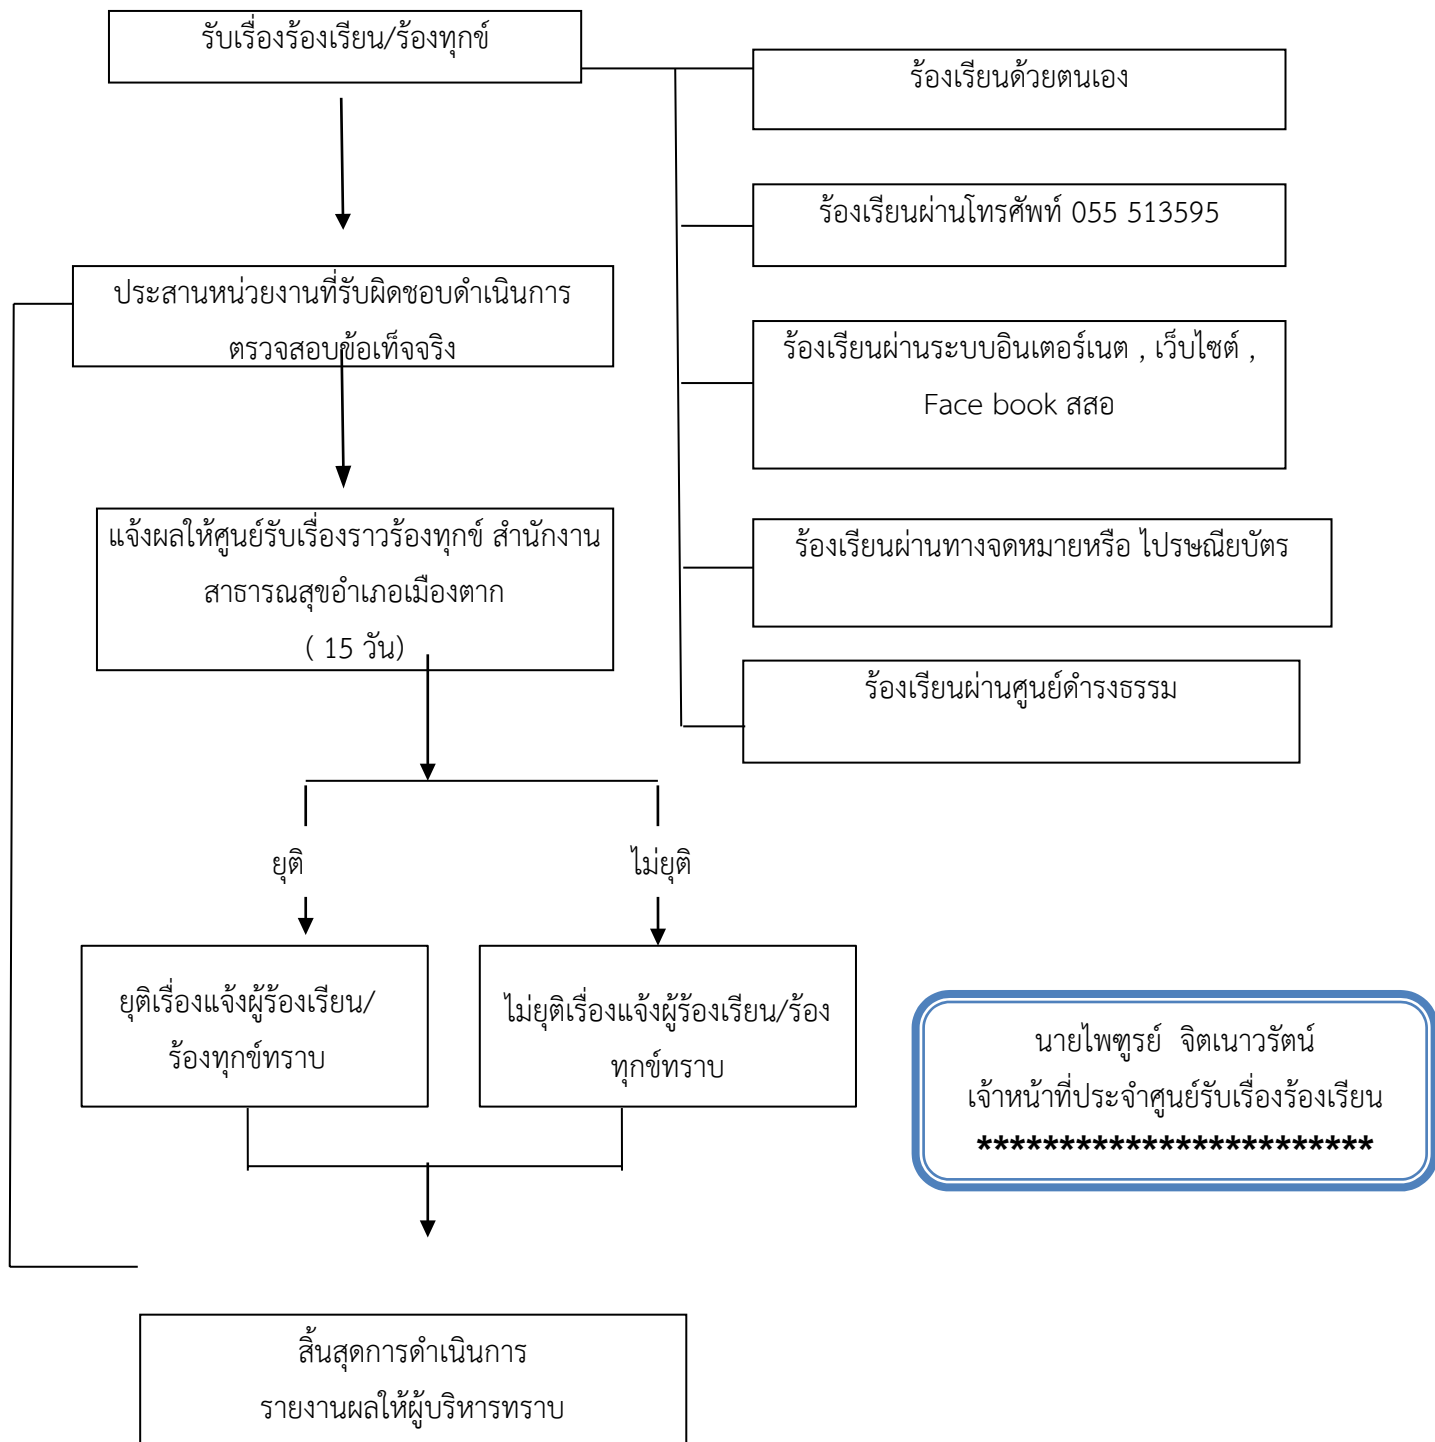 รับเรื่องร้องเรียน/ร้องทุกข์
ร้องเรียนด้วยตนเอง
ร้องเรียนผ่านโทรศัพท์ 055 513595
ประสานหน่วยงานที่รับผิดชอบดำเนินการ
ตรวจสอบข้อเท็จจริง
ร้องเรียนผ่านระบบอินเตอร์เนต , เว็บไซต์ ,
Face book สสอ
แจ้งผลให้ศูนย์รับเรื่องราวร้องทุกข์ สำนักงาน
สาธารณสุขอำเภอเมืองตาก
( 15 วัน)
ร้องเรียนผ่านทางจดหมายหรือ ไปรษณียบัตร
ร้องเรียนผ่านศูนย์ดำรงธรรม
ยุติ
ไม่ยุติ
ยุติเรื่องแจ้งผู้ร้องเรียน/
ร้องทุกข์ทราบ
ไม่ยุติเรื่องแจ้งผู้ร้องเรียน/ร้อง
ทุกข์ทราบ
นายไพฑูรย์ จิตเนาวรัตน์
เจ้าหน้าที่ประจำศูนย์รับเรื่องร้องเรียน
************************
สิ้นสุดการดำเนินการ
รายงานผลให้ผู้บริหารทราบ